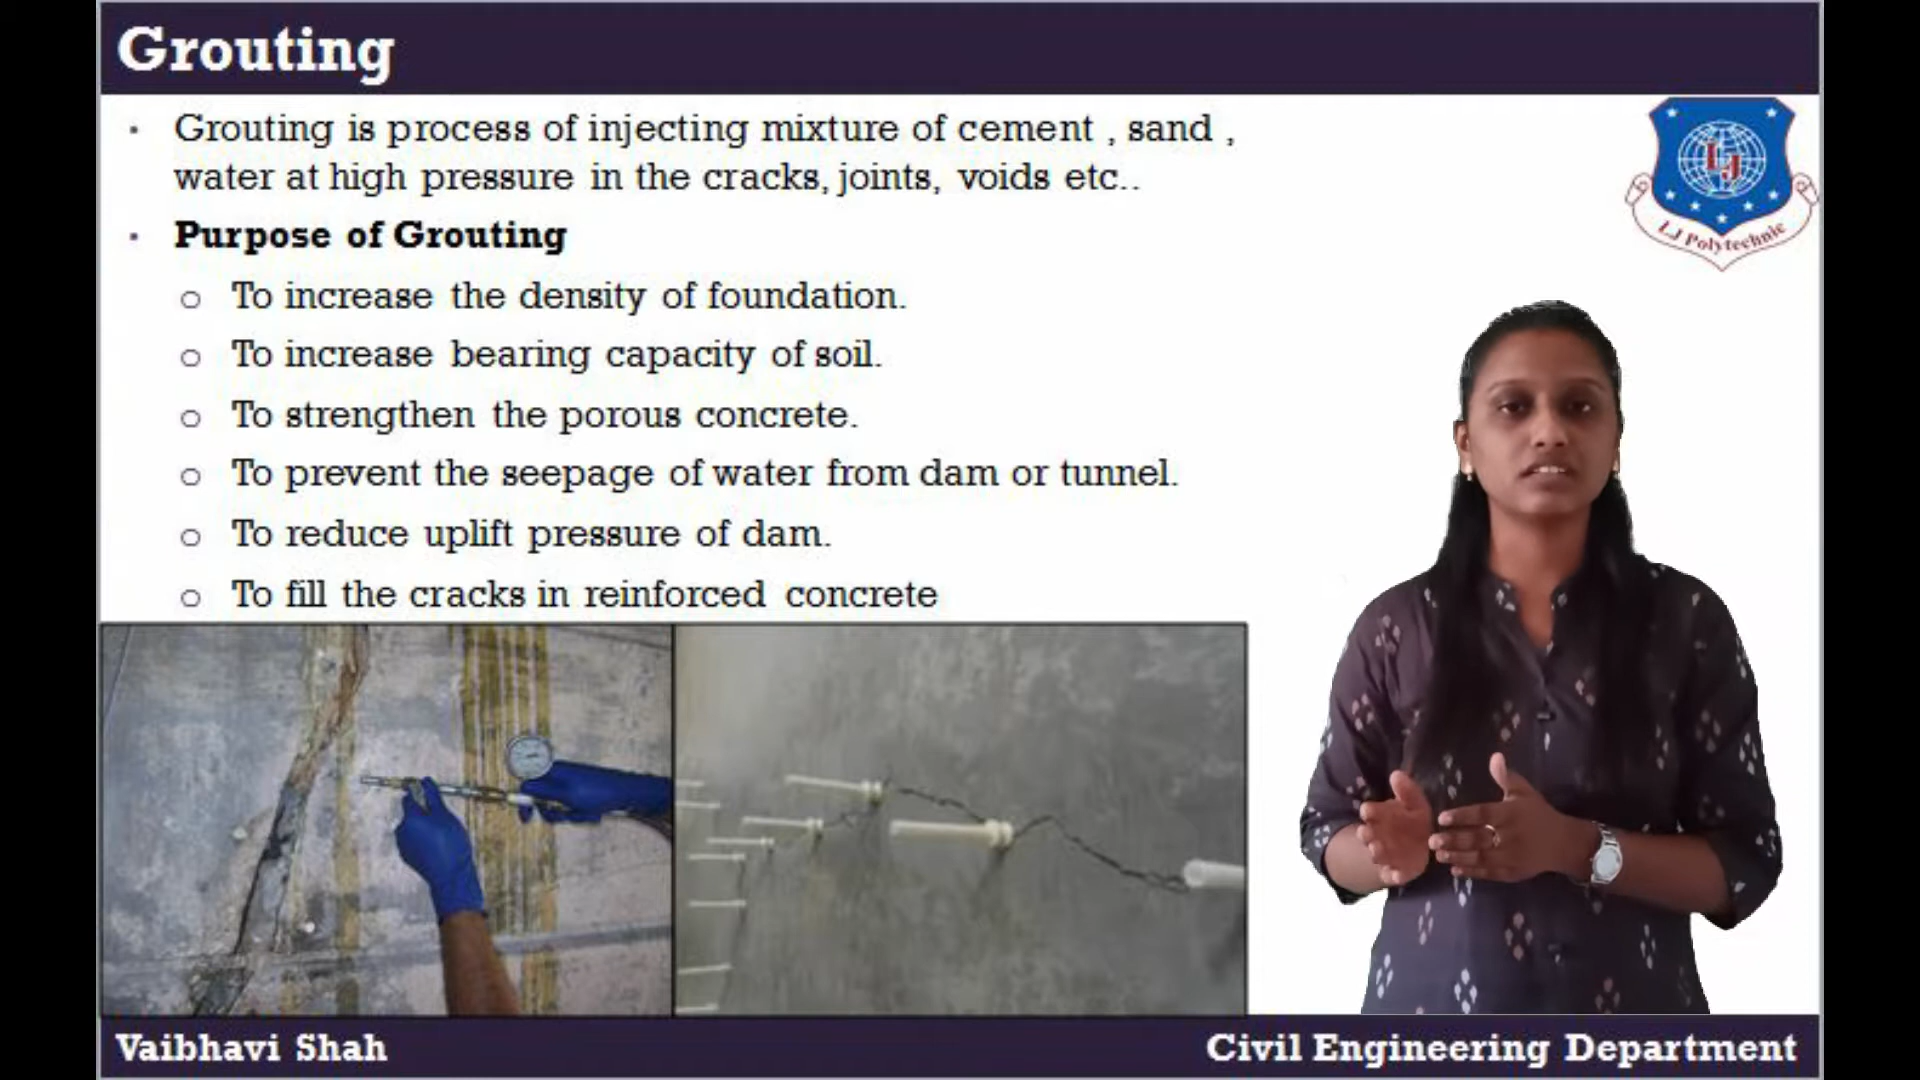 Grouting
• Grouting is process of injecting mixture of cement , sand ,
water at high pressure in the cracks, joints, voids etc..
• Purpose of Grouting
o To increase the density of foundation.
o To increase bearing capacity of soil.
o To strengthen the porous concrete.
o To prevent the seepage of water from dam or tunnel.
o To reduce uplift pressure of dam.
o To fill the cracks in reinforced concrete
LJ
LJ Polytechnic
Vaibhavi Shah
Civil Engineering Department